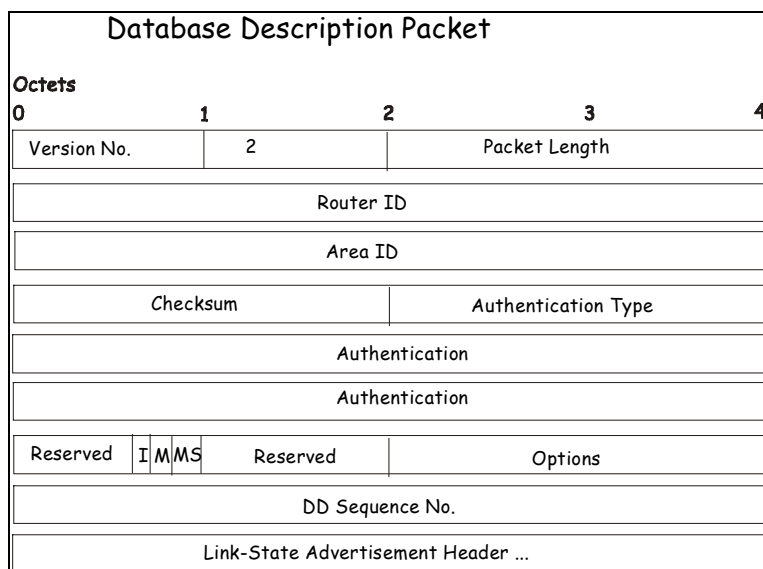 Database Description Packet
Octets
0 1 2 3 4
Version No. 2 Packet Length
Router ID
Area ID
Checksum Authentication Type
Authentication
Authentication
Reserved I M MS Reserved Options
DD Sequence No.
Link-State Advertisement Header ...